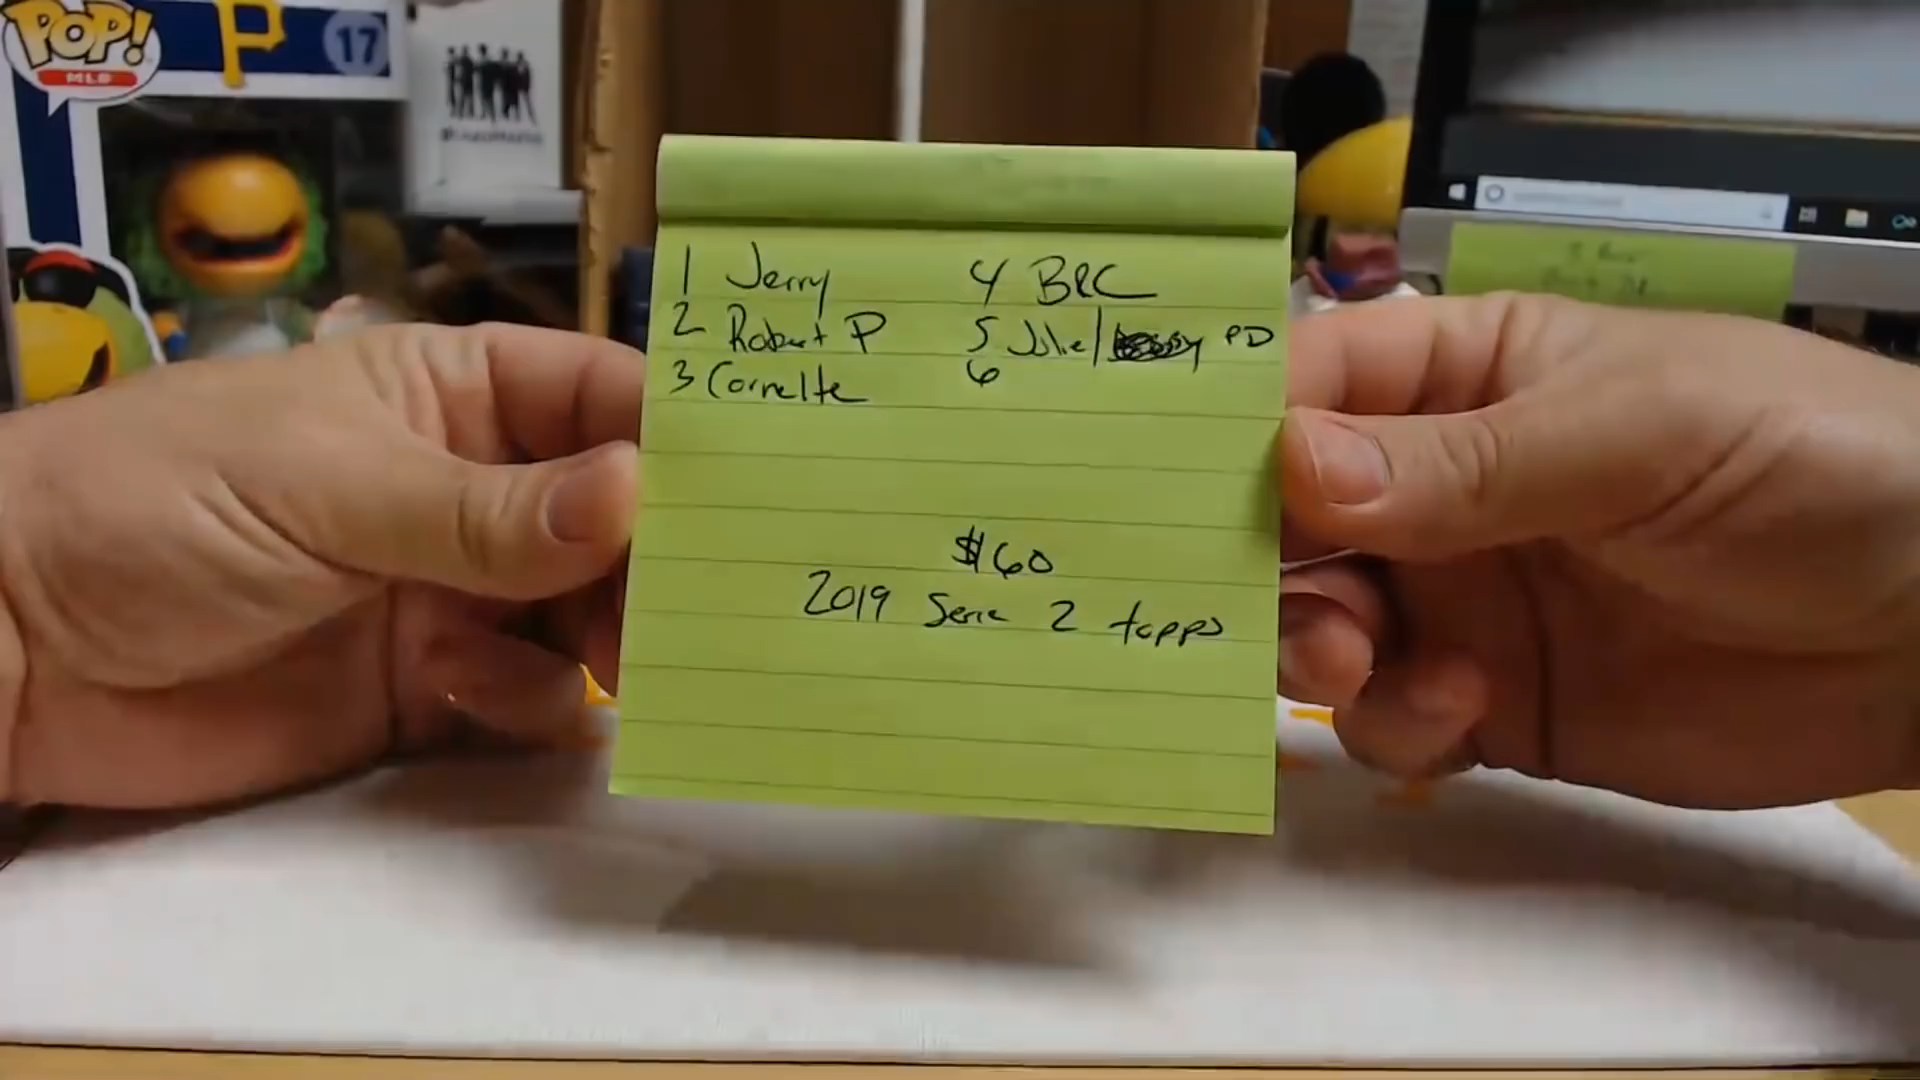 POP!
MLB
P
17
1 Jerry
2 Robert P
3 Cornelte
4 BRC
5 Julie/ PD
6
$60
2019 Serie 2 topps